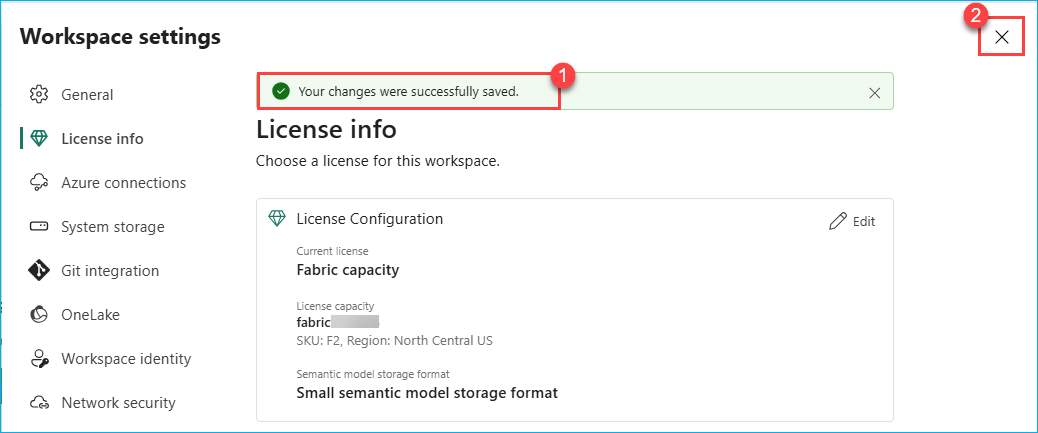 Workspace settings
2
1
Your changes were successfully saved.
General
License info
Azure connections
System storage
Git integration
OneLake
Workspace identity
Network security
License info
Choose a license for this workspace.
License Configuration
Edit
Current license
Fabric capacity
License capacity
fabric
SKU: F2, Region: North Central US
Semantic model storage format
Small semantic model storage format